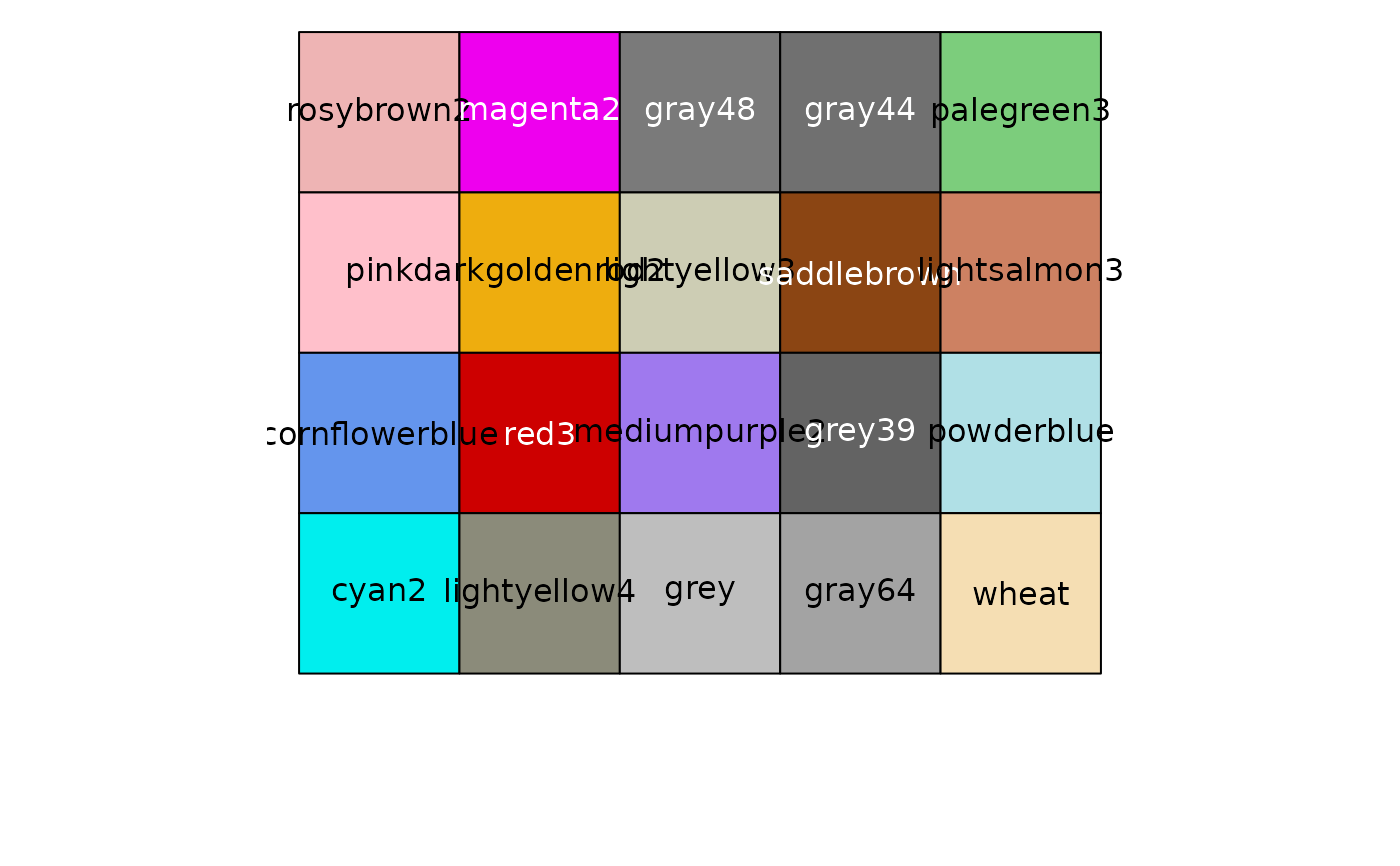 rosybrown2 magenta2 gray48 gray44 palegreen3
pink darkgoldenrod2 lightyellow3 saddlebrown lightsalmon3
cornflowerblue red3 mediumpurple2 grey39 powderblue
cyan2 lightyellow4 grey gray64 wheat